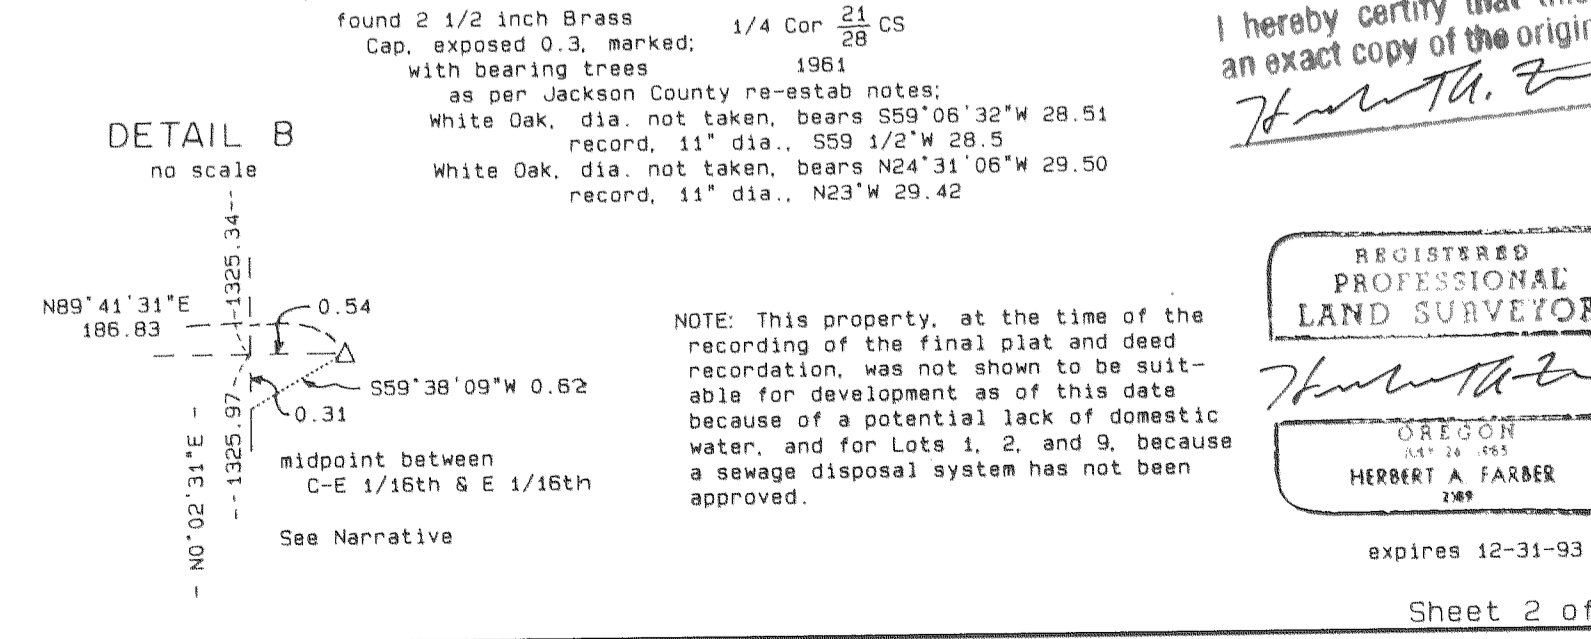 found 2 1/2 inch Brass
Cap, exposed 0.3, marked;
1/4 Cor 21/28 CS
1961
with bearing trees
as per Jackson County re-estab notes;
White Oak, dia. not taken, bears S59°06'32"W 28.51
record, 11" dia., S59 1/2°W 28.5
White Oak, dia. not taken, bears N24°31'06"W 29.50
record, 11" dia., N23°W 29.42
I hereby certify that
an exact copy of the
DETAIL B
no scale
--1325.34--
N89°41'31"E
186.83
0.54
S59°38'09"W 0.62
0.31
--1325.97--
- N0°02'31"E -
midpoint between
C-E 1/16th & E 1/16th
See Narrative
NOTE: This property, at the time of the
recording of the final plat and deed
recordation, was not shown to be suit-
able for development as of this date
because of a potential lack of domestic
water, and for Lots 1, 2, and 9, because
a sewage disposal system has not been
approved.
REGISTERED
PROFESSIONAL
LAND SURVEYOR
OREGON
HERBERT A. FARBER
2189
expires 12-31-93
Sheet 2 of